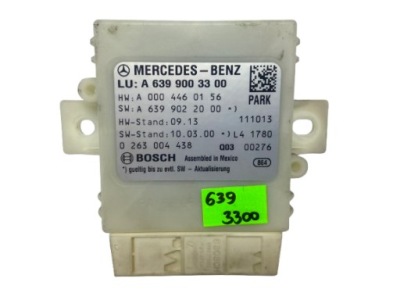 MERCEDES-BENZ
LU: A 639 900 33 00
HW: A 000 446 01 56 PARK
SW: A 639 902 20 00 *)
HW-Stand: 09.13 111013
SW-Stand: 10.03.00 *) L4 1780
0 263 004 438 Q03 00276
BOSCH Assembled in Mexico
*) gueltig bis zu evtl. SW - Aktualisierung 864
639
3300